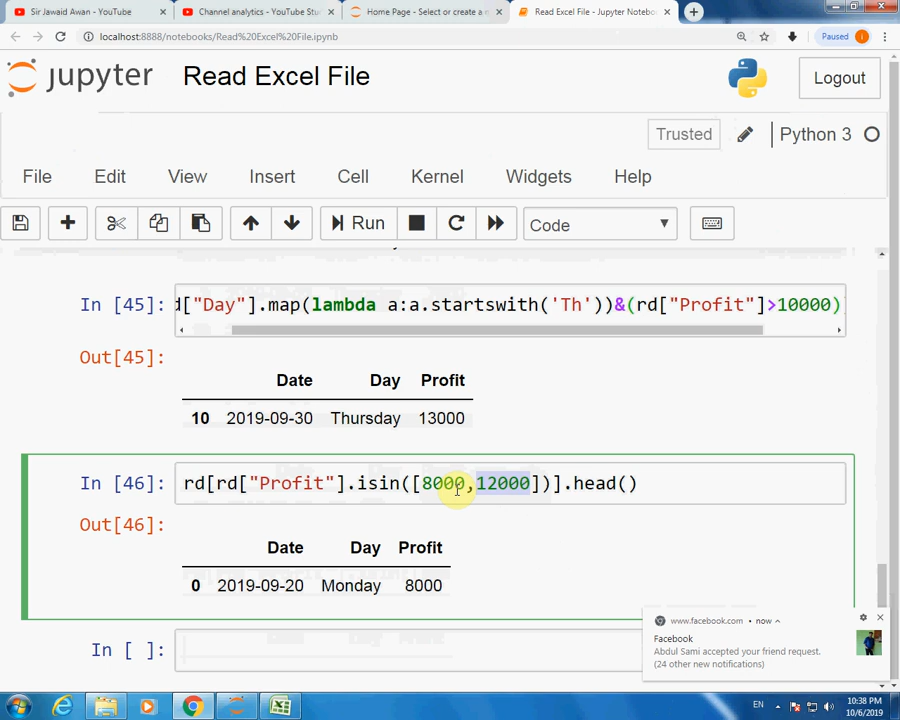 Sir Jawaid Awan - YouTube
Channel analytics - YouTube Stu
Home Page - Select or create a n
Read Excel File - Jupyter Notebo
localhost:8888/notebooks/Read%20Excel%20File.ipynb
Paused
jupyter
Read Excel File
Logout
Trusted
Python 3
File Edit View Insert Cell Kernel Widgets Help
Run
Code
In [45]:
d["Day"].map(lambda a:a.startswith('Th'))&(rd["Profit"]>10000)
Out[45]:
Date Day Profit
10 2019-09-30 Thursday 13000
In [46]:
rd[rd["Profit"].isin([8000,12000])].head()
Out[46]:
Date Day Profit
0 2019-09-20 Monday 8000
In [ ]:
www.facebook.com • now
Facebook
Abdul Sami accepted your friend request.
(24 other new notifications)
EN
10:38 PM
10/6/2019